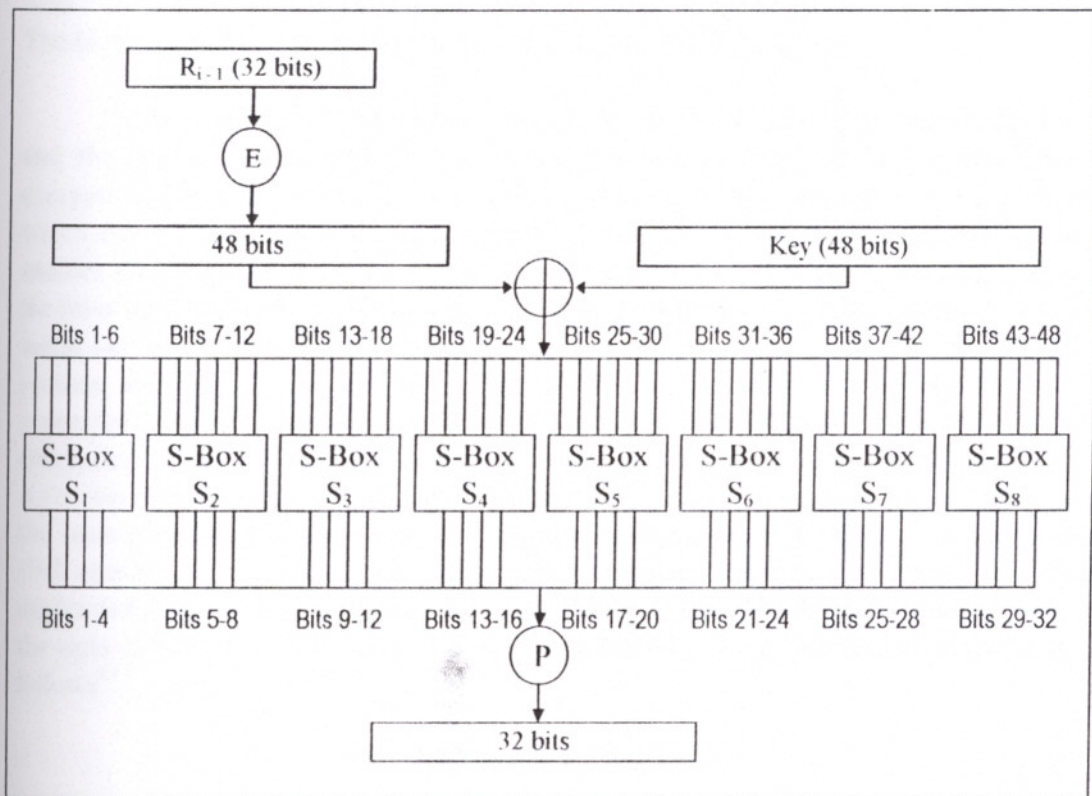 R_{i-1} (32 bits)
E
48 bits
Key (48 bits)
Bits 1-6 Bits 7-12 Bits 13-18 Bits 19-24 Bits 25-30 Bits 31-36 Bits 37-42 Bits 43-48
S-Box S-Box S-Box S-Box S-Box S-Box S-Box S-Box
S₁ S₂ S₃ S₄ S₅ S₆ S₇ S₈
Bits 1-4 Bits 5-8 Bits 9-12 Bits 13-16 Bits 17-20 Bits 21-24 Bits 25-28 Bits 29-32
P
32 bits